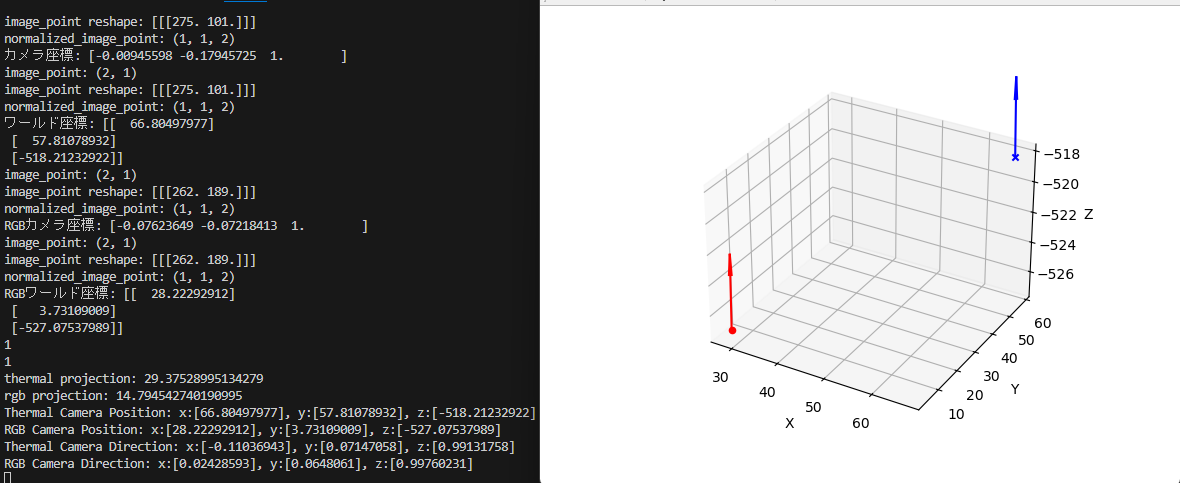 image_point reshape: [[[275. 101.]]]
normalized_image_point: (1, 1, 2)
カメラ座標: [-0.00945598 -0.17945725  1.        ]
image_point: (2, 1)
image_point reshape: [[[275. 101.]]]
normalized_image_point: (1, 1, 2)
ワールド座標: [[  66.80497977]
 [  57.81078932]
 [-518.21232922]]
image_point: (2, 1)
image_point reshape: [[[262. 189.]]]
normalized_image_point: (1, 1, 2)
RGBカメラ座標: [-0.07623649 -0.07218413  1.        ]
image_point: (2, 1)
image_point reshape: [[[262. 189.]]]
normalized_image_point: (1, 1, 2)
RGBワールド座標: [[  28.22292912]
 [   3.73109009]
 [-527.07537989]]
1
1
thermal projection: 29.37528995134279
rgb projection: 14.794542740190995
Thermal Camera Position: x:[66.80497977], y:[57.81078932], z:[-518.21232922]
RGB Camera Position: x:[28.22292912], y:[3.73109009], z:[-527.07537989]
Thermal Camera Direction: x:[-0.11036943], y:[0.07147058], z:[0.99131758]
RGB Camera Direction: x:[0.02428593], y:[0.0648061], z:[0.99760231]
−518
−520
−522
Z
−524
−526
60
50
40
30
20
10
Y
30
40
50
60
X